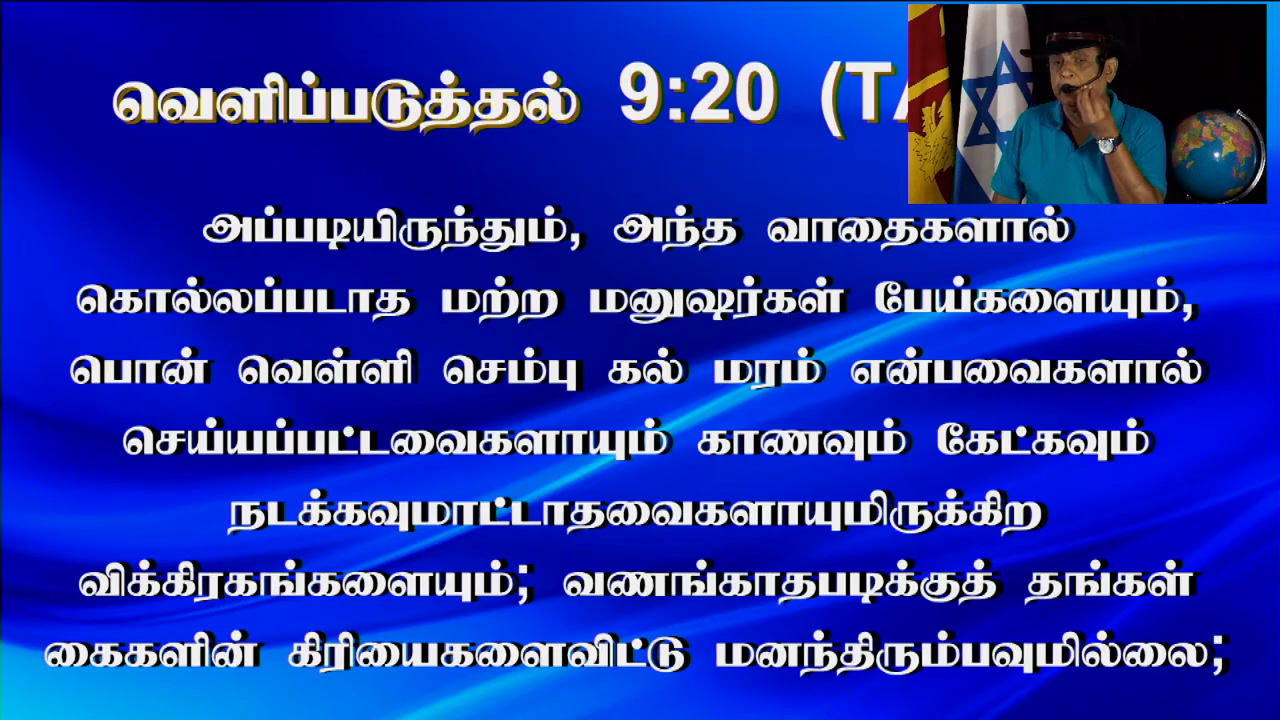 வெளிப்படுத்தல் 9:20 (TA
அப்படியிருந்தும், அந்த வாதைகளால்
கொல்லப்படாத மற்ற மனுஷர்கள் பேய்களையும்,
பொன் வெள்ளி செம்பு கல் மரம் என்பவைகளால்
செய்யப்பட்டவைகளாயும் காணவும் கேட்கவும்
நடக்கவுமாட்டாதவைகளாயுமிருக்கிற
விக்கிரகங்களையும்; வணங்காதபடிக்குத் தங்கள்
கைகளின் கிரியைகளைவிட்டு மனந்திரும்பவுமில்லை;